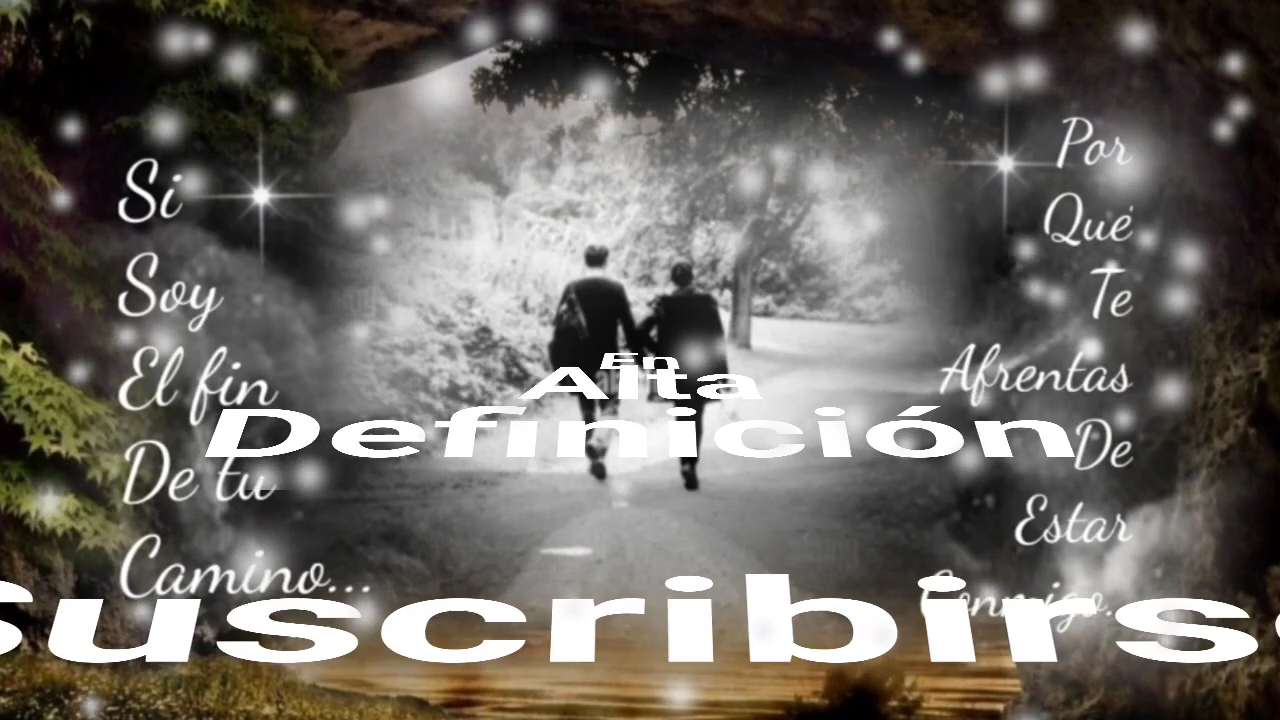 Si
Soy
El fin
De tu
Camino...
Por
Qué
Te
Afrentas
De
Estar
Conmigo.
En
Alta
Definición
Suscribirse